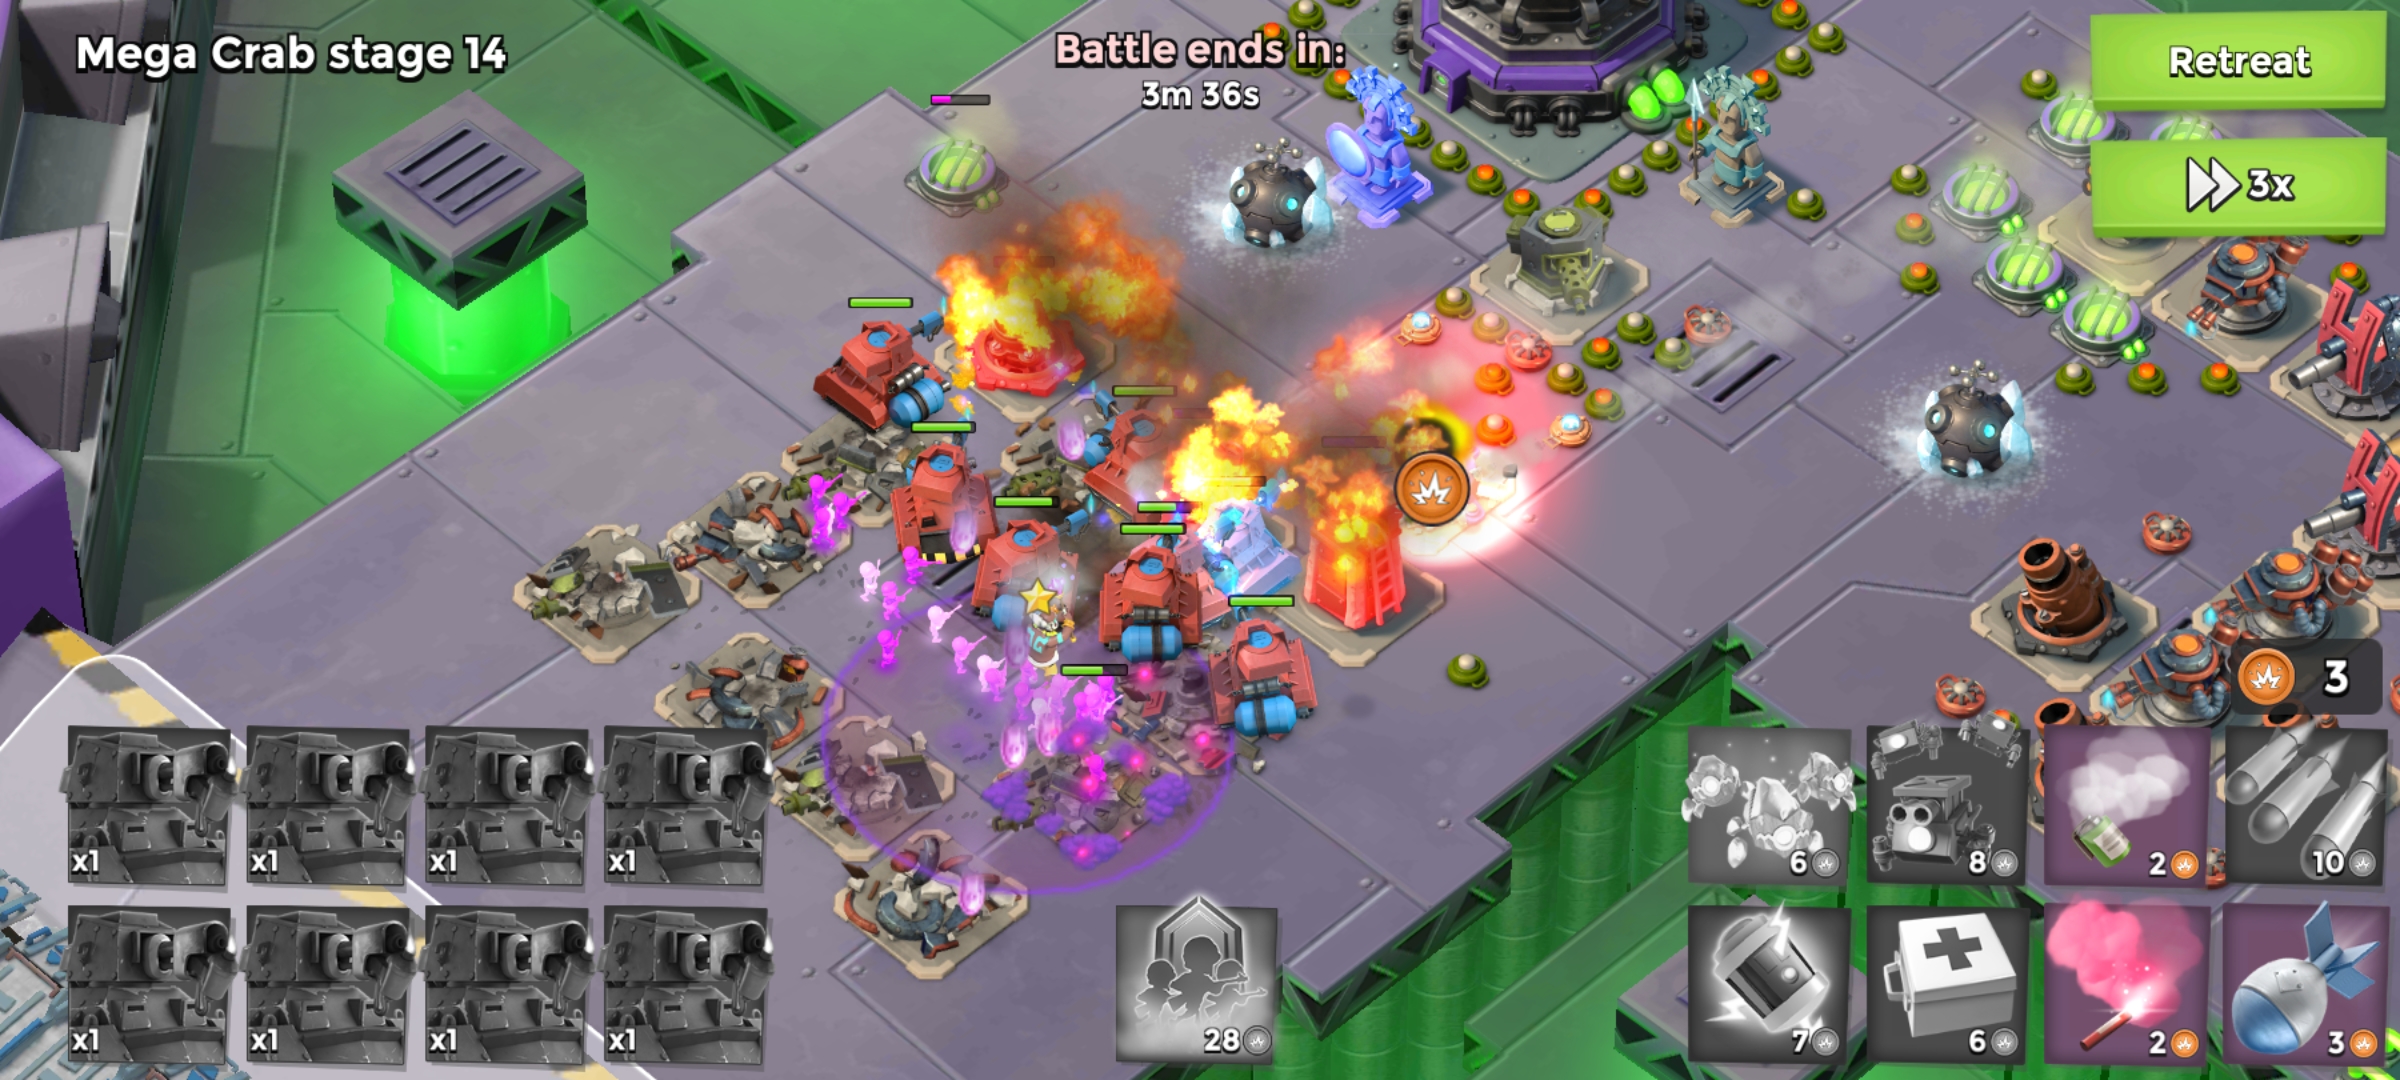 Mega Crab stage 14
Battle ends in:
3m 36s
Retreat
3x
3
x1
x1
x1
x1
6
8
2
10
x1
x1
x1
x1
28
7
6
2
3